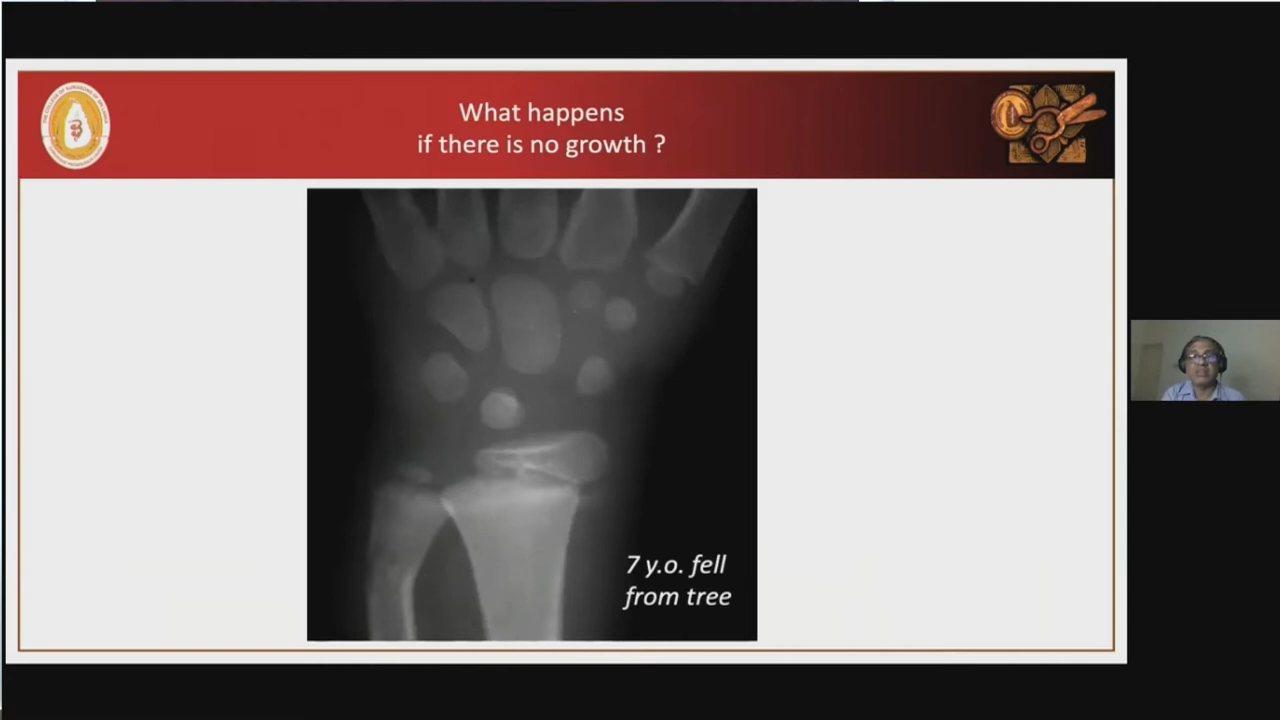 What happens
if there is no growth ?
7 y.o. fell
from tree